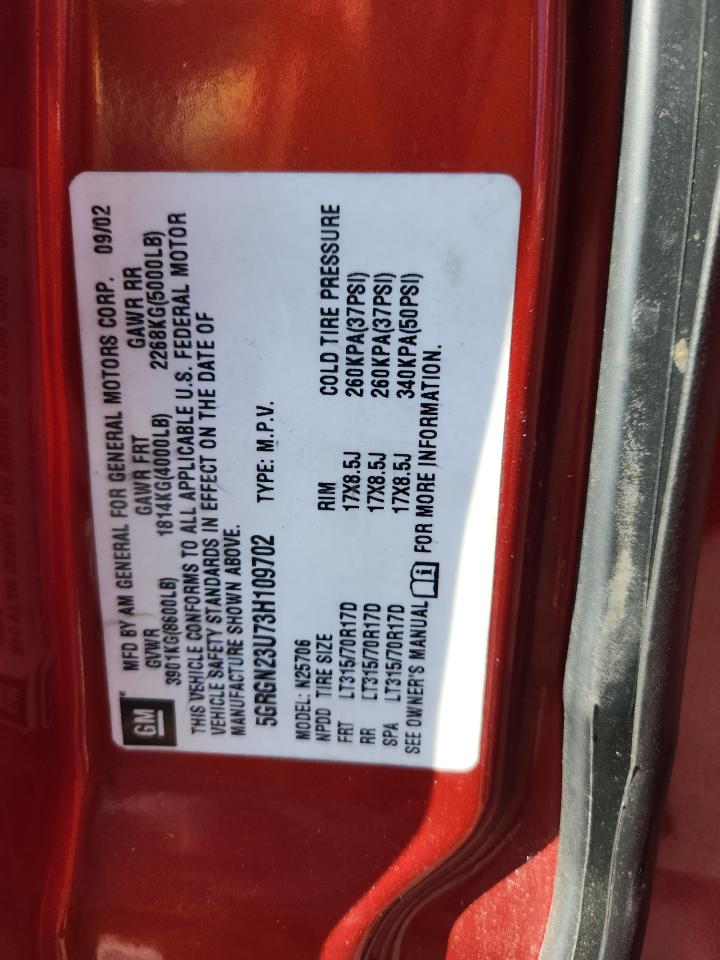 GM
MFD BY AM GENERAL FOR GENERAL MOTORS CORP. 09/02
GVWR GAWR FRT GAWR RR
3901KG(8600LB) 1814KG(4000LB) 2268KG(5000LB)
THIS VEHICLE CONFORMS TO ALL APPLICABLE U.S. FEDERAL MOTOR
VEHICLE SAFETY STANDARDS IN EFFECT ON THE DATE OF
MANUFACTURE SHOWN ABOVE.
5GRGN23U73H109702 TYPE: M.P.V.
MODEL: N25706
NPDD TIRE SIZE RIM COLD TIRE PRESSURE
FRT LT315/70R17D 17X8.5J 260KPA(37PSI)
RR LT315/70R17D 17X8.5J 260KPA(37PSI)
SPA LT315/70R17D 17X8.5J 340KPA(50PSI)
SEE OWNER'S MANUAL i FOR MORE INFORMATION.